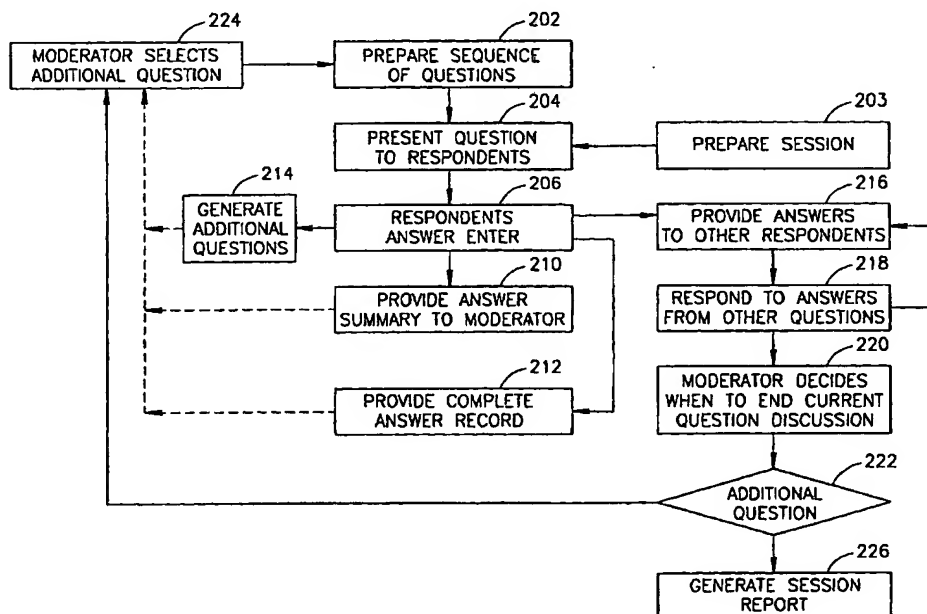 224
MODERATOR SELECTS
ADDITIONAL QUESTION
202
PREPARE SEQUENCE
OF QUESTIONS
204
PRESENT QUESTION
TO RESPONDENTS
203
PREPARE SESSION
214
GENERATE
ADDITIONAL
QUESTIONS
206
RESPONDENTS
ANSWER ENTER
216
PROVIDE ANSWERS
TO OTHER RESPONDENTS
210
PROVIDE ANSWER
SUMMARY TO MODERATOR
218
RESPOND TO ANSWERS
FROM OTHER QUESTIONS
212
PROVIDE COMPLETE
ANSWER RECORD
220
MODERATOR DECIDES
WHEN TO END CURRENT
QUESTION DISCUSSION
222
ADDITIONAL
QUESTION
226
GENERATE SESSION
REPORT